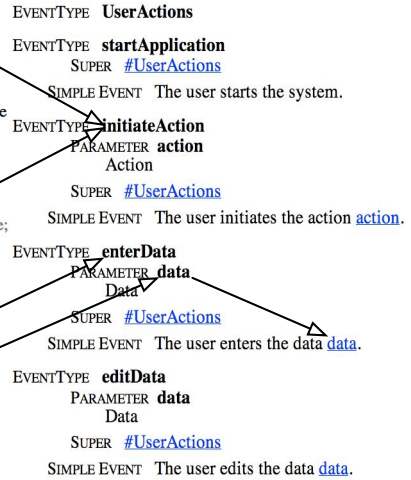 EVENTTYPE UserActions
EVENTTYPE startApplication
SUPER #UserActions
SIMPLE EVENT The user starts the system.
e
EVENTTYPE initiateAction
PARAMETER action
Action
SUPER #UserActions
SIMPLE EVENT The user initiates the action action.
e;
EVENTTYPE enterData
PARAMETER data
Data
SUPER #UserActions
SIMPLE EVENT The user enters the data data.
EVENTTYPE editData
PARAMETER data
Data
SUPER #UserActions
SIMPLE EVENT The user edits the data data.